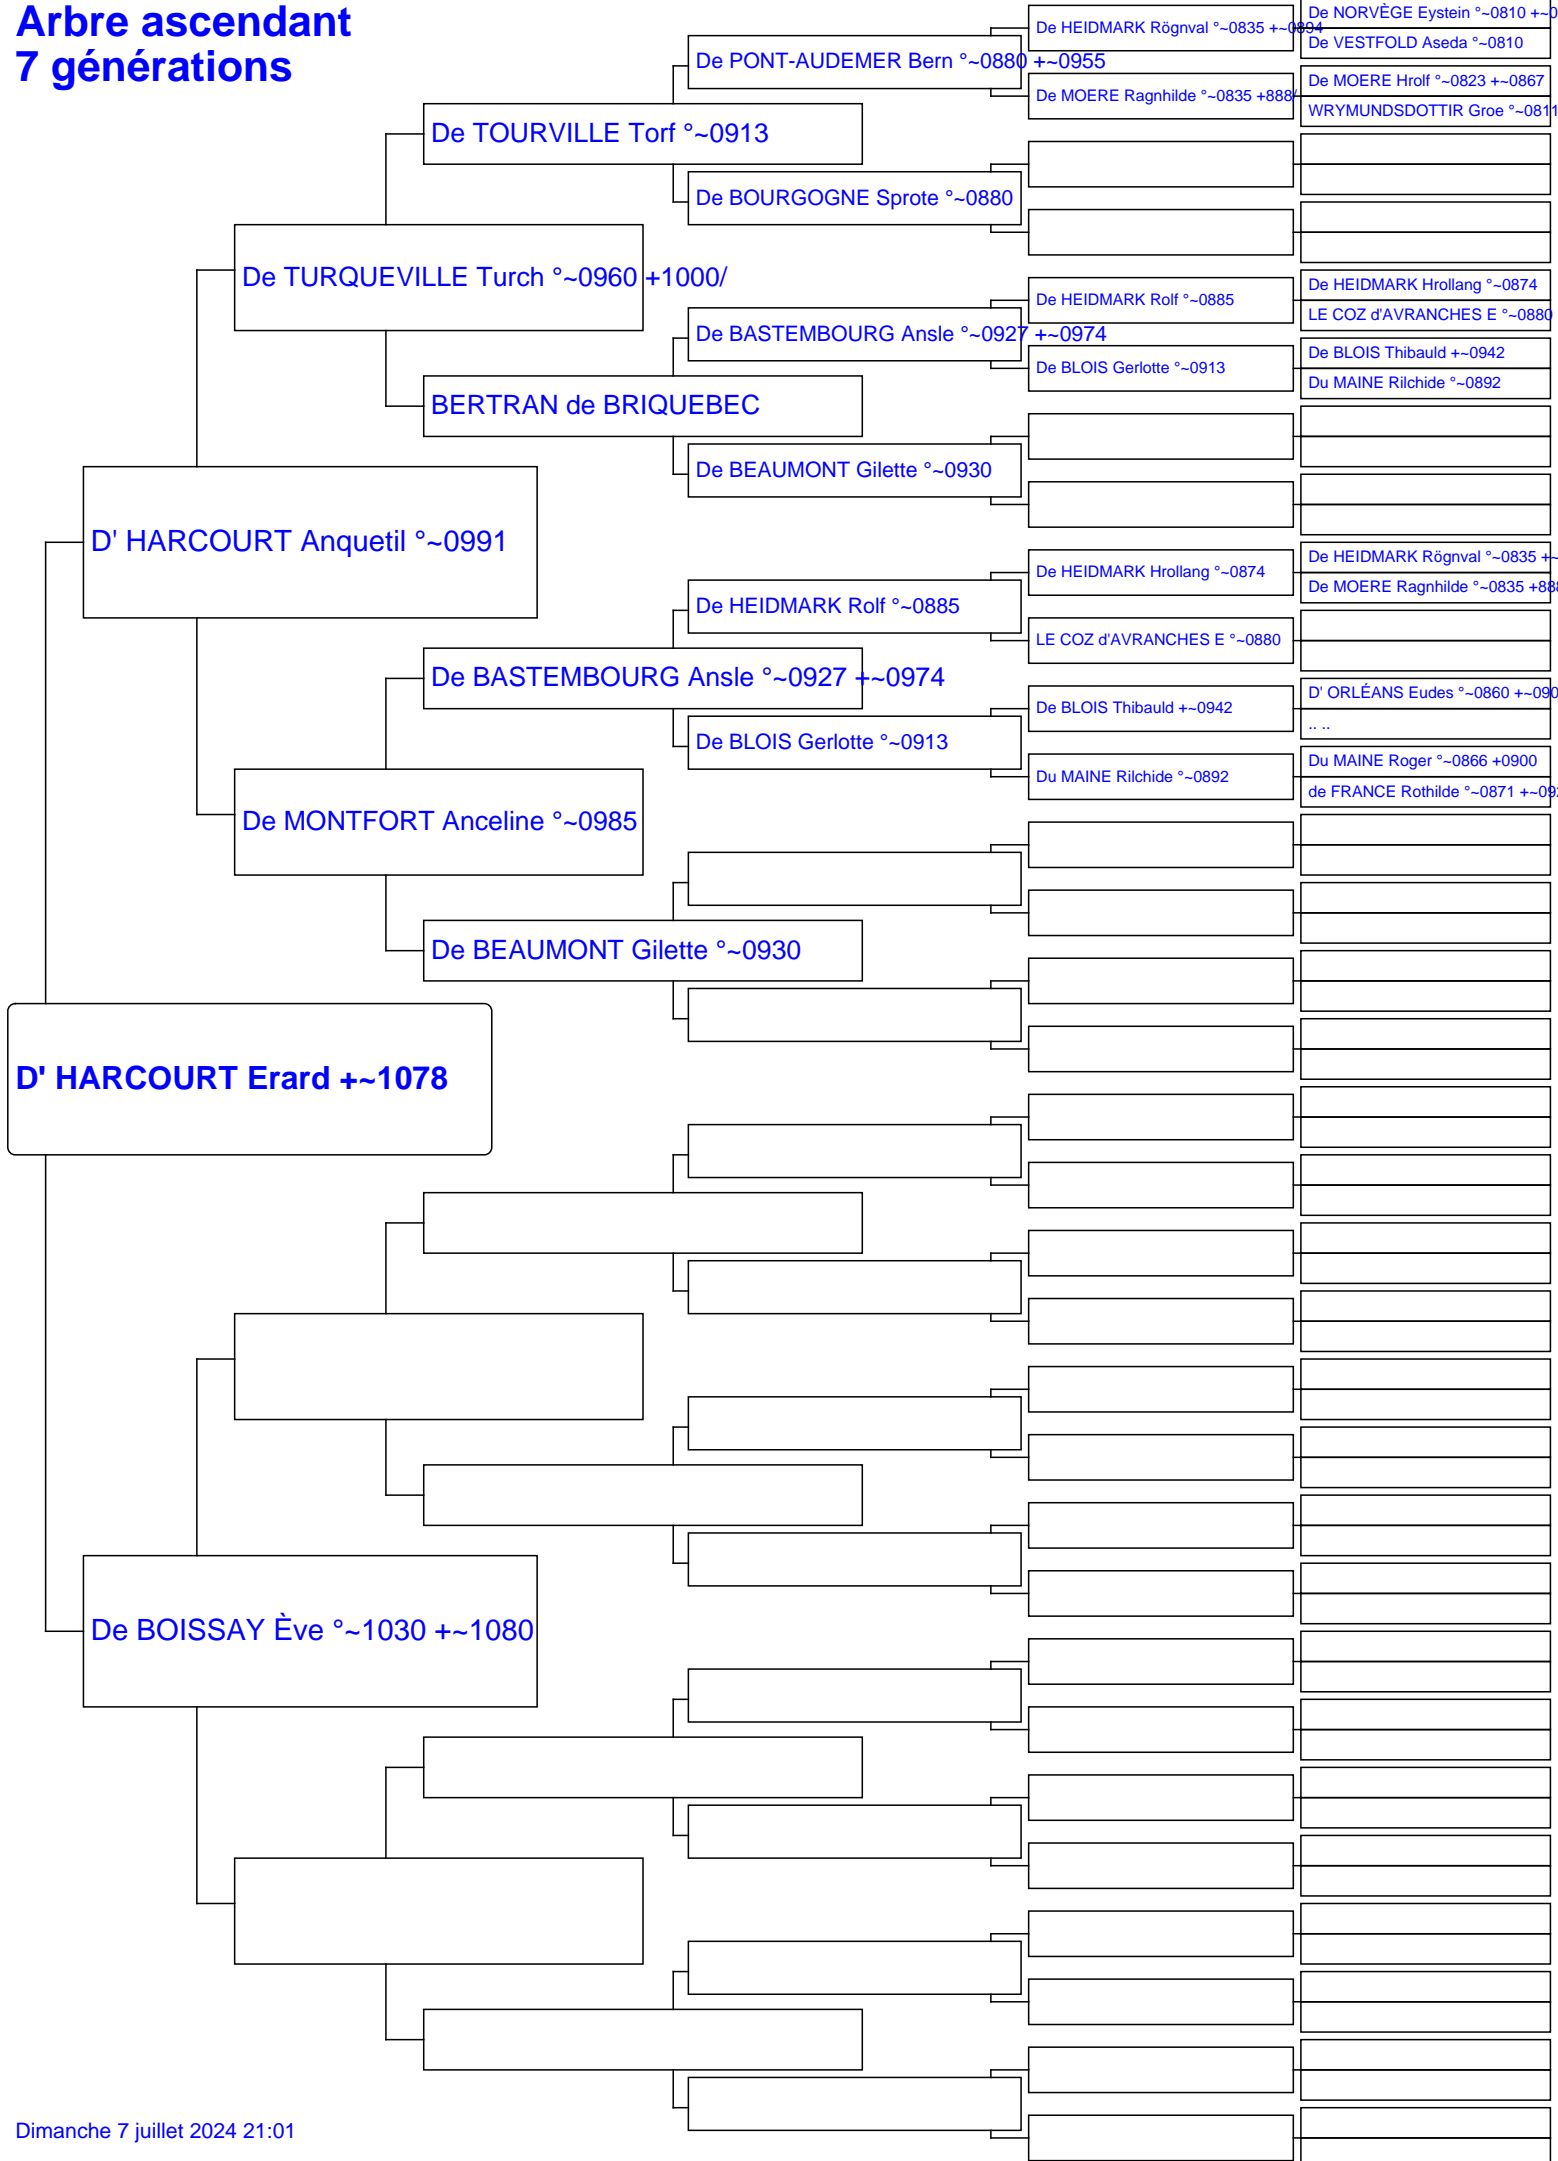 Arbre ascendant
7 générations
De NORVÈGE Eystein °~0810 +~0
De HEIDMARK Rögnval °~0835 +~0894
De VESTFOLD Aseda °~0810
De PONT-AUDEMER Bern °~0880 +~0955
De MOERE Hrolf °~0823 +~0867
De MOERE Ragnhilde °~0835 +888/
WRYMUNDSDOTTIR Groe °~0811
De TOURVILLE Torf °~0913
De BOURGOGNE Sprote °~0880
De TURQUEVILLE Turch °~0960 +1000/
De HEIDMARK Hrollang °~0874
De HEIDMARK Rolf °~0885
LE COZ d'AVRANCHES E °~0880
De BASTEMBOURG Ansle °~0927 +~0974
De BLOIS Thibauld +~0942
De BLOIS Gerlotte °~0913
Du MAINE Rilchide °~0892
BERTRAN de BRIQUEBEC
De BEAUMONT Gilette °~0930
D' HARCOURT Anquetil °~0991
De HEIDMARK Rögnval °~0835 +~
De HEIDMARK Hrollang °~0874
De MOERE Ragnhilde °~0835 +888
De HEIDMARK Rolf °~0885
LE COZ d'AVRANCHES E °~0880
De BASTEMBOURG Ansle °~0927 +~0974
D' ORLÉANS Eudes °~0860 +~090
De BLOIS Thibauld +~0942
.. ..
De BLOIS Gerlotte °~0913
Du MAINE Roger °~0866 +0900
Du MAINE Rilchide °~0892
de FRANCE Rothilde °~0871 +~092
De MONTFORT Anceline °~0985
De BEAUMONT Gilette °~0930
D' HARCOURT Erard +~1078
De BOISSAY Ève °~1030 +~1080
Dimanche 7 juillet 2024 21:01